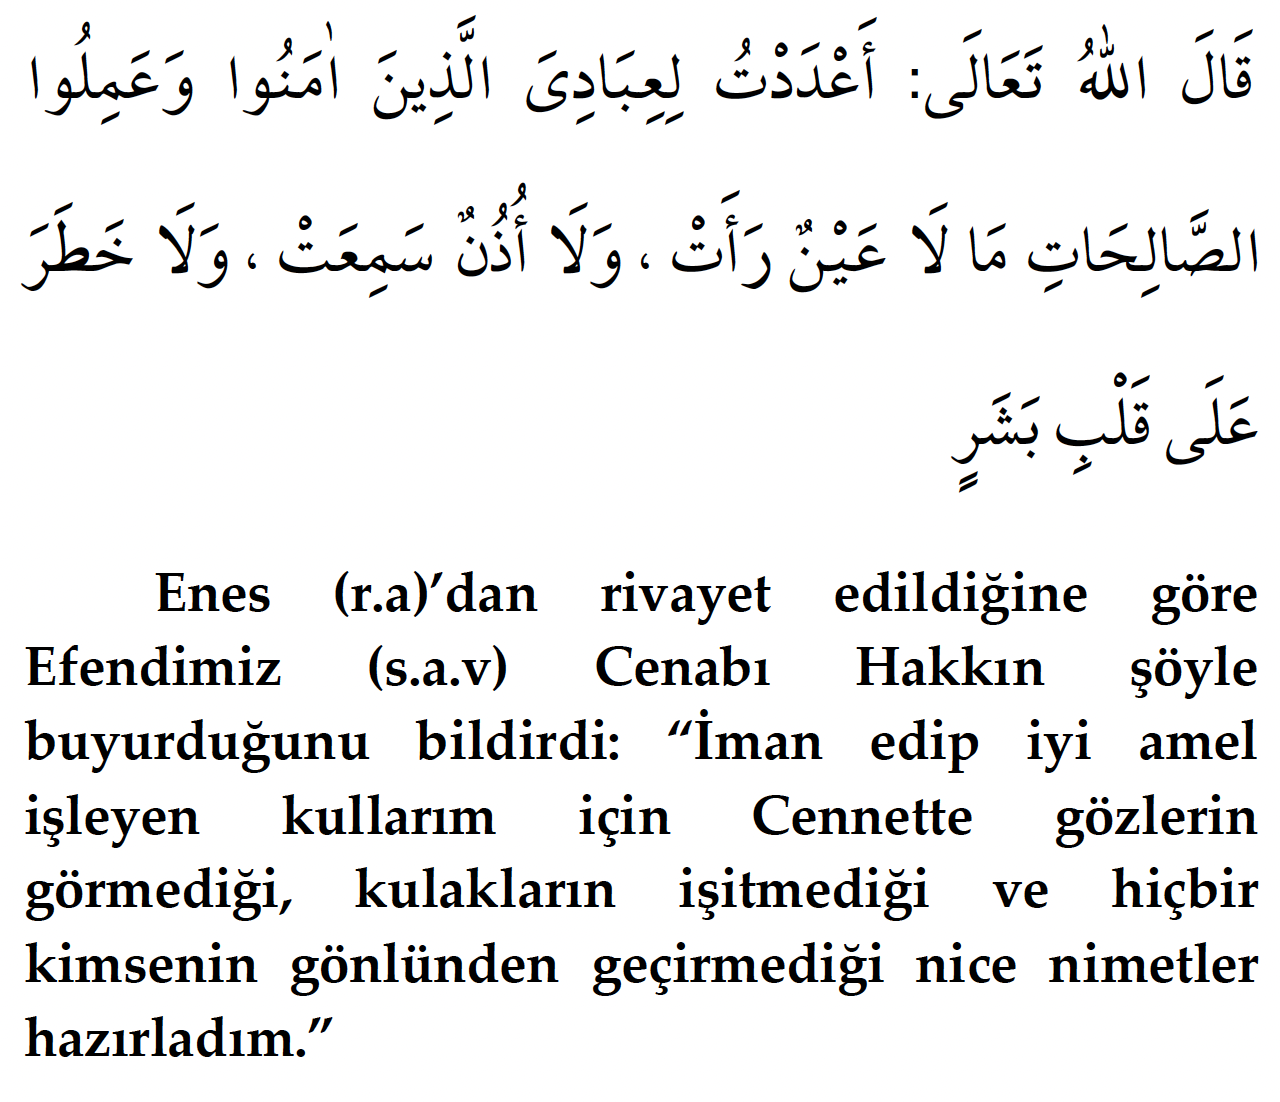 قَالَ اللهُ تَعَالَى: أَعْدَدْتُ لِعِبَادِىَ الَّذِينَ اٰمَنُوا وَعَمِلُوا
الصَّالِحَاتِ مَا لَا عَيْنٌ رَأَتْ ، وَلَا أُذُنٌ سَمِعَتْ ، وَلَا خَطَرَ
عَلَى قَلْبِ بَشَرٍ
Enes (r.a)’dan rivayet edildiğine göre
Efendimiz (s.a.v) Cenabı Hakkın şöyle
buyurduğunu bildirdi: “İman edip iyi amel
işleyen kullarım için Cennette gözlerin
görmediği, kulakların işitmediği ve hiçbir
kimsenin gönlünden geçirmediği nice nimetler
hazırladım.”